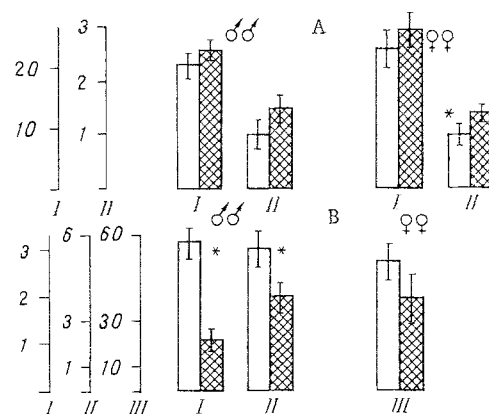 3
♂♂ A ♀♀
20 2
10 1 *
I II I II I II
♂♂ B ♀♀
3 6 60 * *
2
3 30
1
1 10
I II III I II III